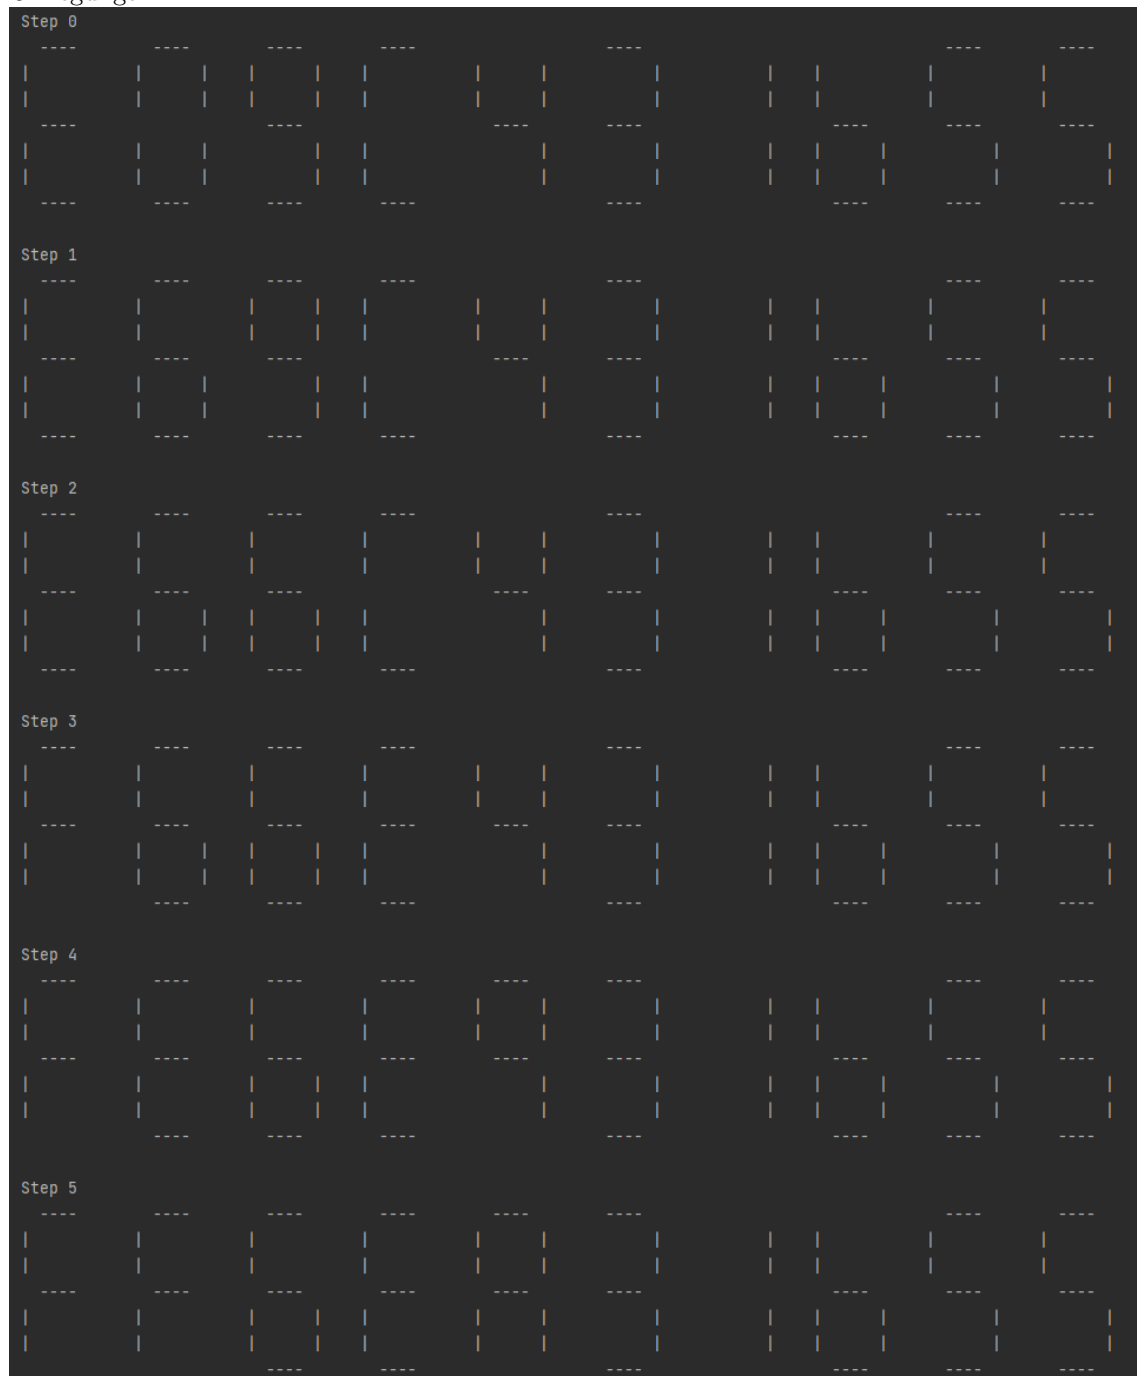 Step 0
---- ---- ---- ---- ---- ---- ----
| | | | | | | | | | | | |
| | | | | | | | | | | | |
---- ---- ---- ---- ---- ---- ----
| | | | | | | | | | | |
| | | | | | | | | | | |
---- ---- ---- ---- ---- ---- ---- ----
Step 1
---- ---- ---- ---- ---- ---- ----
| | | | | | | | | | | |
| | | | | | | | | | | |
---- ---- ---- ---- ---- ---- ---- ----
| | | | | | | | | | | |
| | | | | | | | | | | |
---- ---- ---- ---- ---- ---- ---- ----
Step 2
---- ---- ---- ---- ---- ---- ----
| | | | | | | | | | |
| | | | | | | | | | |
---- ---- ---- ---- ---- ---- ---- ----
| | | | | | | | | | | | |
| | | | | | | | | | | | |
---- ---- ---- ---- ---- ---- ---- ----
Step 3
---- ---- ---- ---- ---- ---- ----
| | | | | | | | | | |
| | | | | | | | | | |
---- ---- ---- ---- ---- ---- ---- ---- ----
| | | | | | | | | | | | |
| | | | | | | | | | | | |
---- ---- ---- ---- ---- ---- ----
Step 4
---- ---- ---- ---- ---- ---- ---- ----
| | | | | | | | | | |
| | | | | | | | | | |
---- ---- ---- ---- ---- ---- ---- ---- ----
| | | | | | | | | | | |
| | | | | | | | | | | |
---- ---- ---- ---- ---- ---- ----
Step 5
---- ---- ---- ---- ---- ---- ---- ----
| | | | | | | | | | |
| | | | | | | | | | |
---- ---- ---- ---- ---- ---- ---- ---- ----
| | | | | | | | | | | | |
| | | | | | | | | | | | |
---- ---- ---- ---- ---- ----